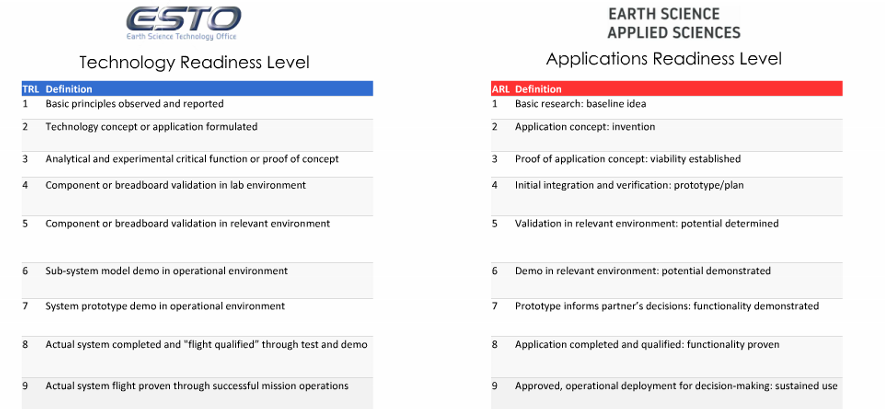 ESTO
Earth Science Technology Office
Technology Readiness Level
TRL Definition
1 Basic principles observed and reported
2 Technology concept or application formulated
3 Analytical and experimental critical function or proof of concept
4 Component or breadboard validation in lab environment
5 Component or breadboard validation in relevant environment
6 Sub-system model demo in operational environment
7 System prototype demo in operational environment
8 Actual system completed and "flight qualified" through test and demo
9 Actual system flight proven through successful mission operations
EARTH SCIENCE
APPLIED SCIENCES
Applications Readiness Level
ARL Definition
1 Basic research: baseline idea
2 Application concept: invention
3 Proof of application concept: viability established
4 Initial integration and verification: prototype/plan
5 Validation in relevant environment: potential determined
6 Demo in relevant environment: potential demonstrated
7 Prototype informs partner's decisions: functionality demonstrated
8 Application completed and qualified: functionality proven
9 Approved, operational deployment for decision-making: sustained use